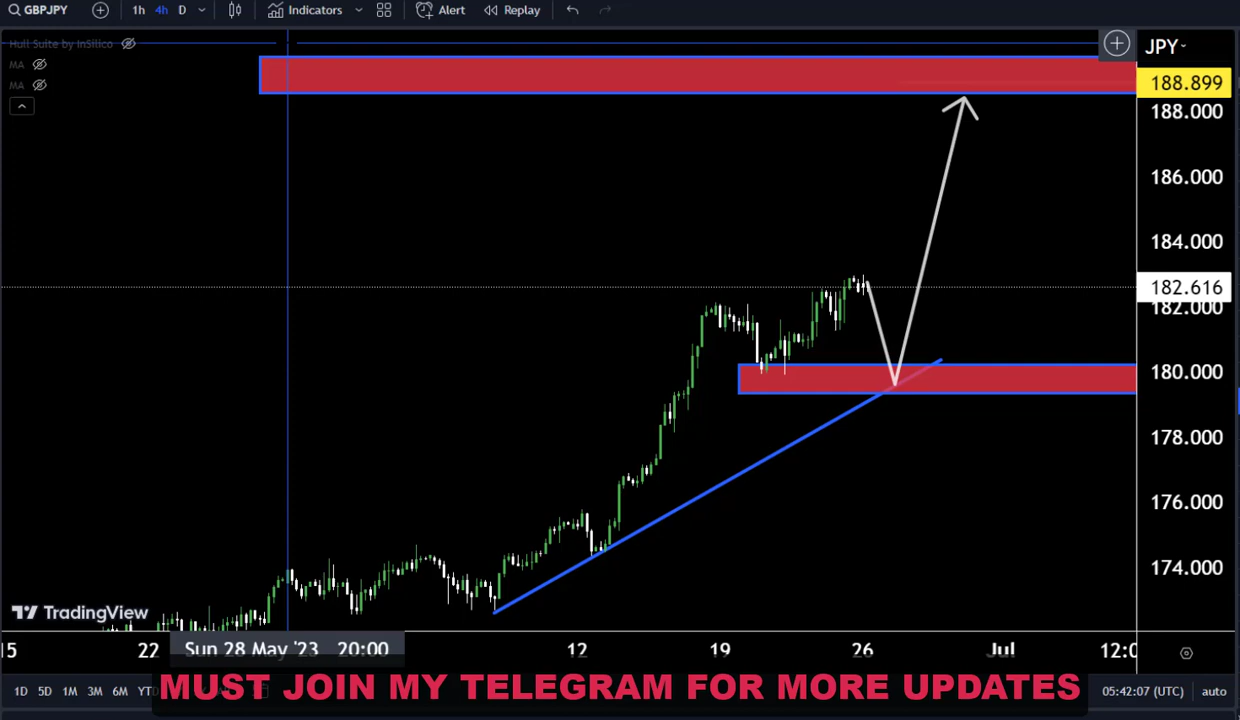 GBPJPY 1h 4h D Indicators Alert Replay
Hull Suite by InSilico
MA
MA
JPY
188.899
188.000
186.000
184.000
182.616
182.000
180.000
178.000
176.000
174.000
TradingView
15 22 Sun 28 May '23 20:00 12 19 26 Jul 12:0
1D 5D 1M 3M 6M YT
MUST JOIN MY TELEGRAM FOR MORE UPDATES
05:42:07 (UTC) auto